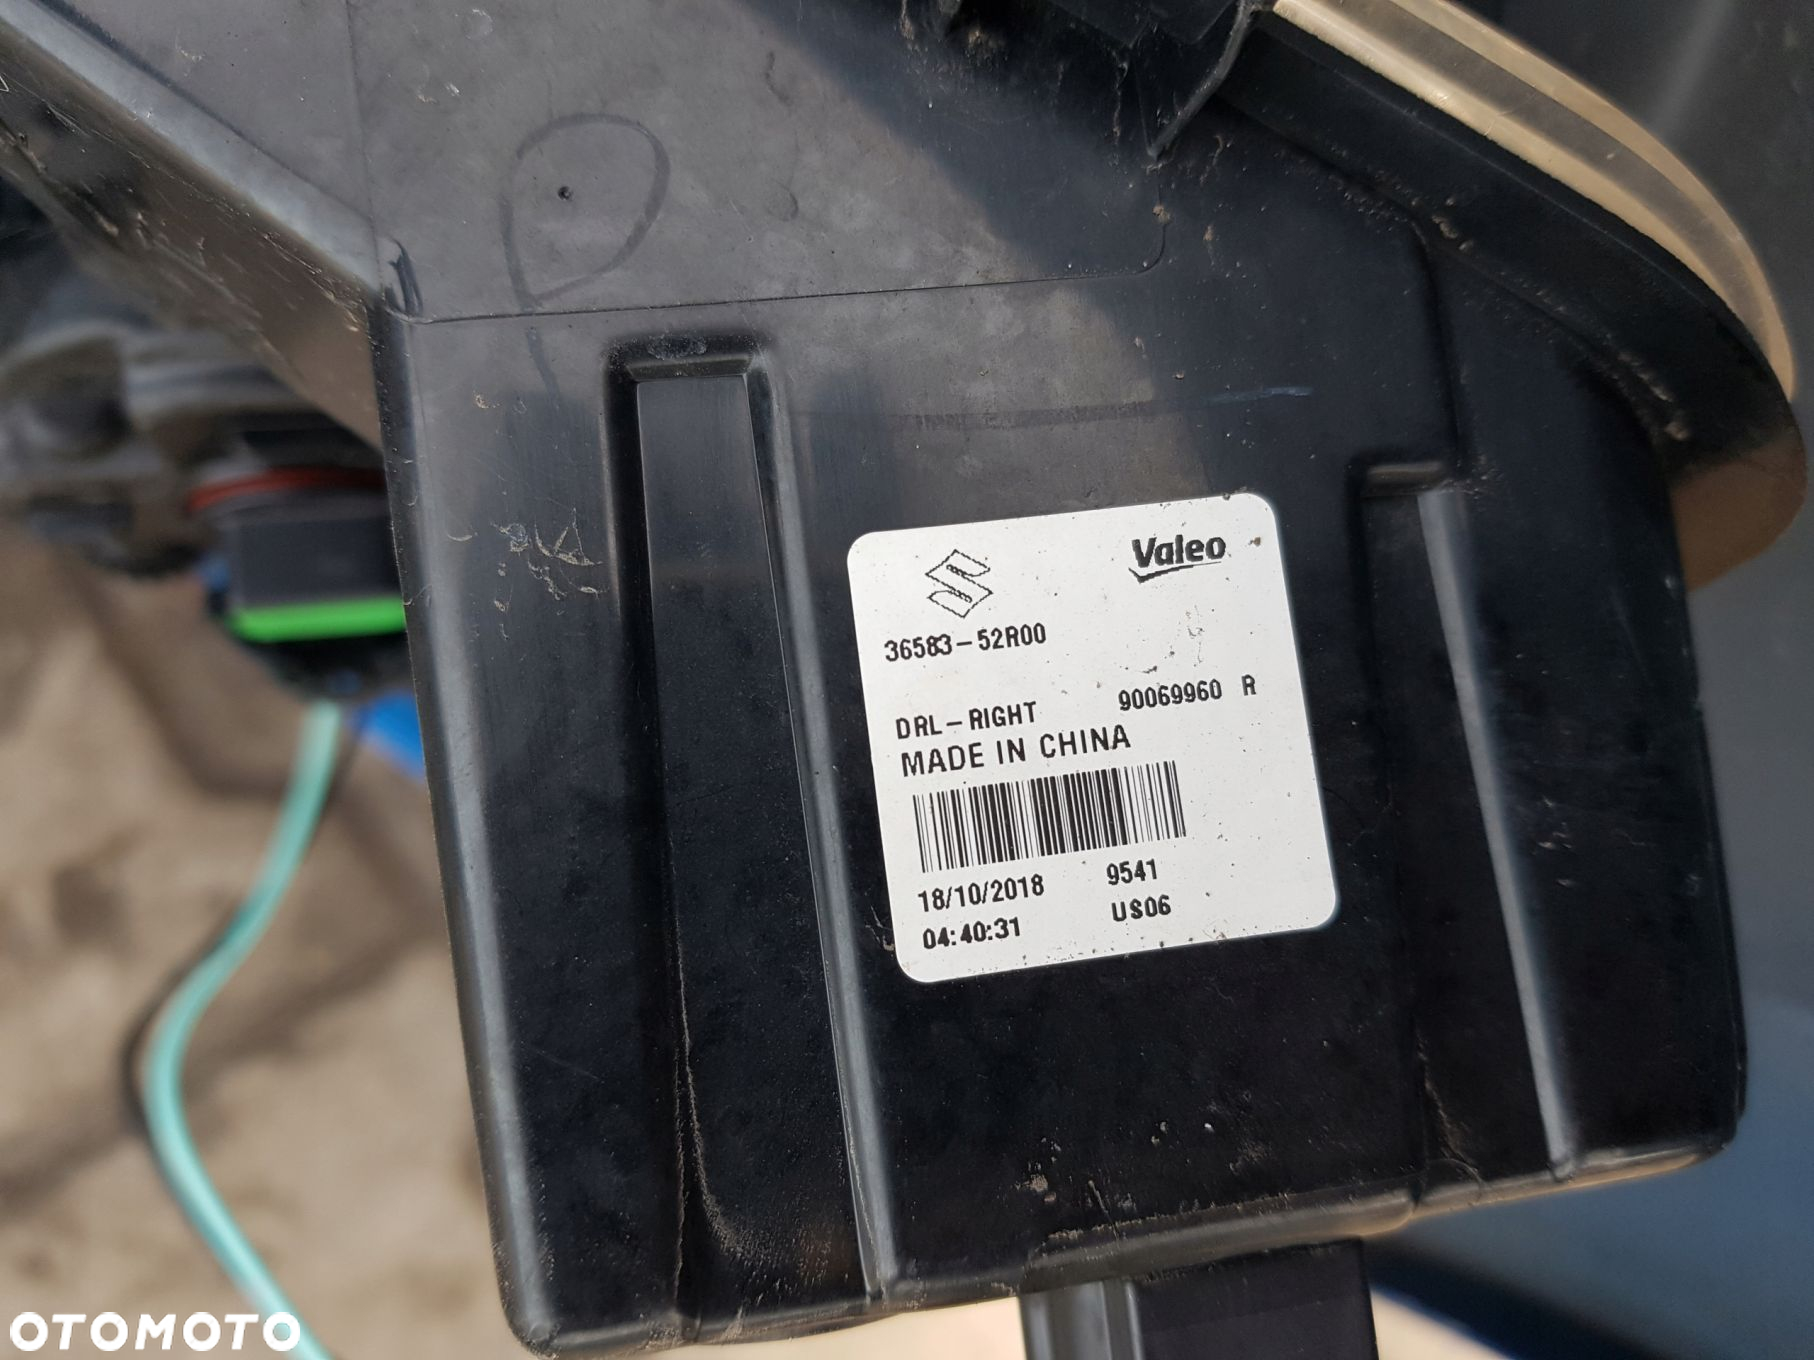 Valeo
36583-52R00
DRL-RIGHT 90069960 R
MADE IN CHINA
18/10/2018 9541
04:40:31 US06
OTOMOTO